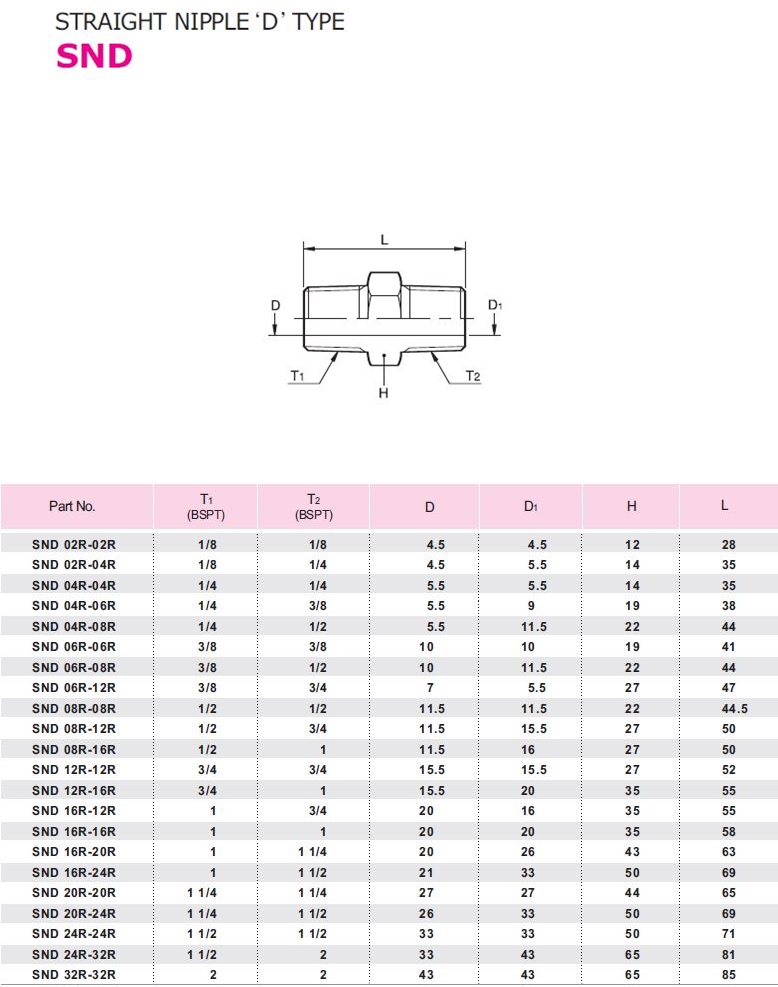 STRAIGHT NIPPLE ‘D’ TYPE
SND
L
D D1
T1 T2
H
Part No. T1 (BSPT) T2 (BSPT) D D1 H L
SND 02R-02R 1/8 1/8 4.5 4.5 12 28
SND 02R-04R 1/8 1/4 4.5 5.5 14 35
SND 04R-04R 1/4 1/4 5.5 5.5 14 35
SND 04R-06R 1/4 3/8 5.5 9 19 38
SND 04R-08R 1/4 1/2 5.5 11.5 22 44
SND 06R-06R 3/8 3/8 10 10 19 41
SND 06R-08R 3/8 1/2 10 11.5 22 44
SND 06R-12R 3/8 3/4 7 5.5 27 47
SND 08R-08R 1/2 1/2 11.5 11.5 22 44.5
SND 08R-12R 1/2 3/4 11.5 15.5 27 50
SND 08R-16R 1/2 1 11.5 16 27 50
SND 12R-12R 3/4 3/4 15.5 15.5 27 52
SND 12R-16R 3/4 1 15.5 20 35 55
SND 16R-12R 1 3/4 20 16 35 55
SND 16R-16R 1 1 20 20 35 58
SND 16R-20R 1 1 1/4 20 26 43 63
SND 16R-24R 1 1 1/2 21 33 50 69
SND 20R-20R 1 1/4 1 1/4 27 27 44 65
SND 20R-24R 1 1/4 1 1/2 26 33 50 69
SND 24R-24R 1 1/2 1 1/2 33 33 50 71
SND 24R-32R 1 1/2 2 33 43 65 81
SND 32R-32R 2 2 43 43 65 85